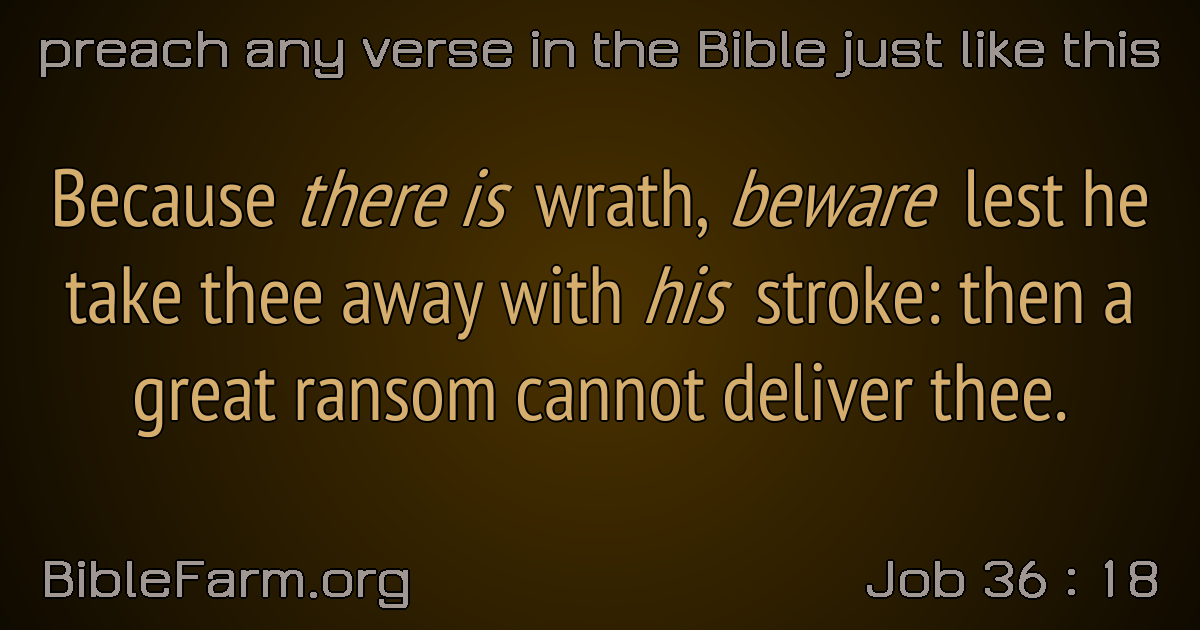 preach any verse in the Bible just like this
Because there is wrath, beware lest he
take thee away with his stroke: then a
great ransom cannot deliver thee.
BibleFarm.org
Job 36 : 18